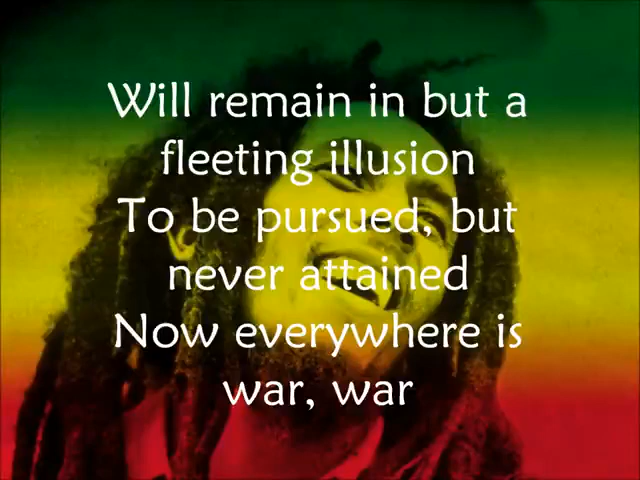 Will remain in but a
fleeting illusion
To be pursued, but
never attained
Now everywhere is
war, war